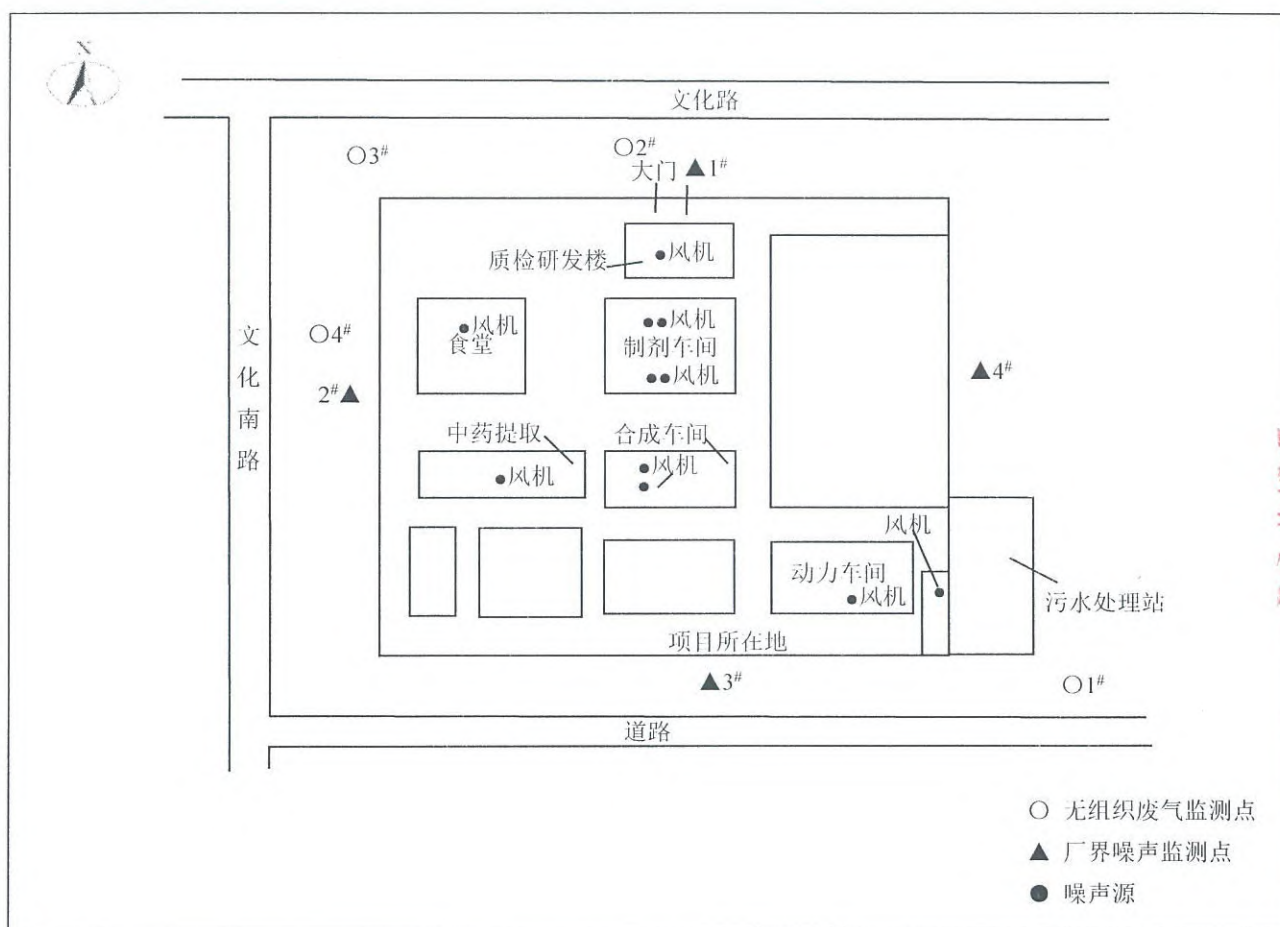 N
文化路
○3#
○2#
大门 ▲1#
质检研发楼
●风机
●风机
食堂
●●风机
制剂车间
●●风机
文化南路
○4#
2#▲
▲4#
中药提取
●风机
合成车间
●风机
●
风机
动力车间
●风机
●
污水处理站
项目所在地
▲3#
○1#
道路
○ 无组织废气监测点
▲ 厂界噪声监测点
● 噪声源